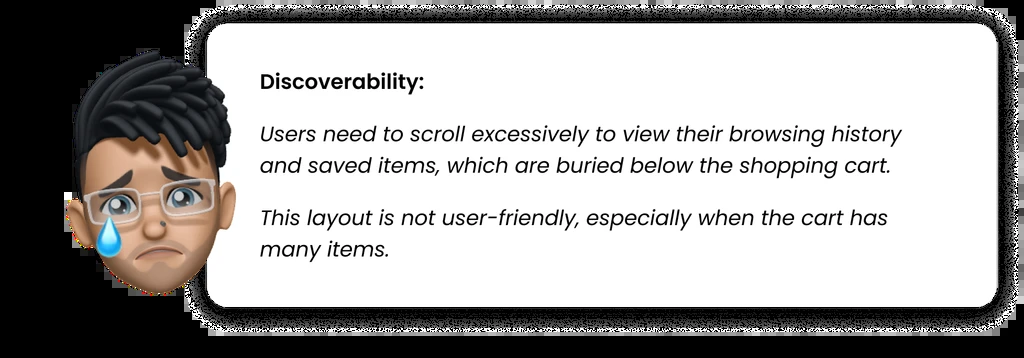 Discoverability:
Users need to scroll excessively to view their browsing history
and saved items, which are buried below the shopping cart.
This layout is not user-friendly, especially when the cart has
many items.